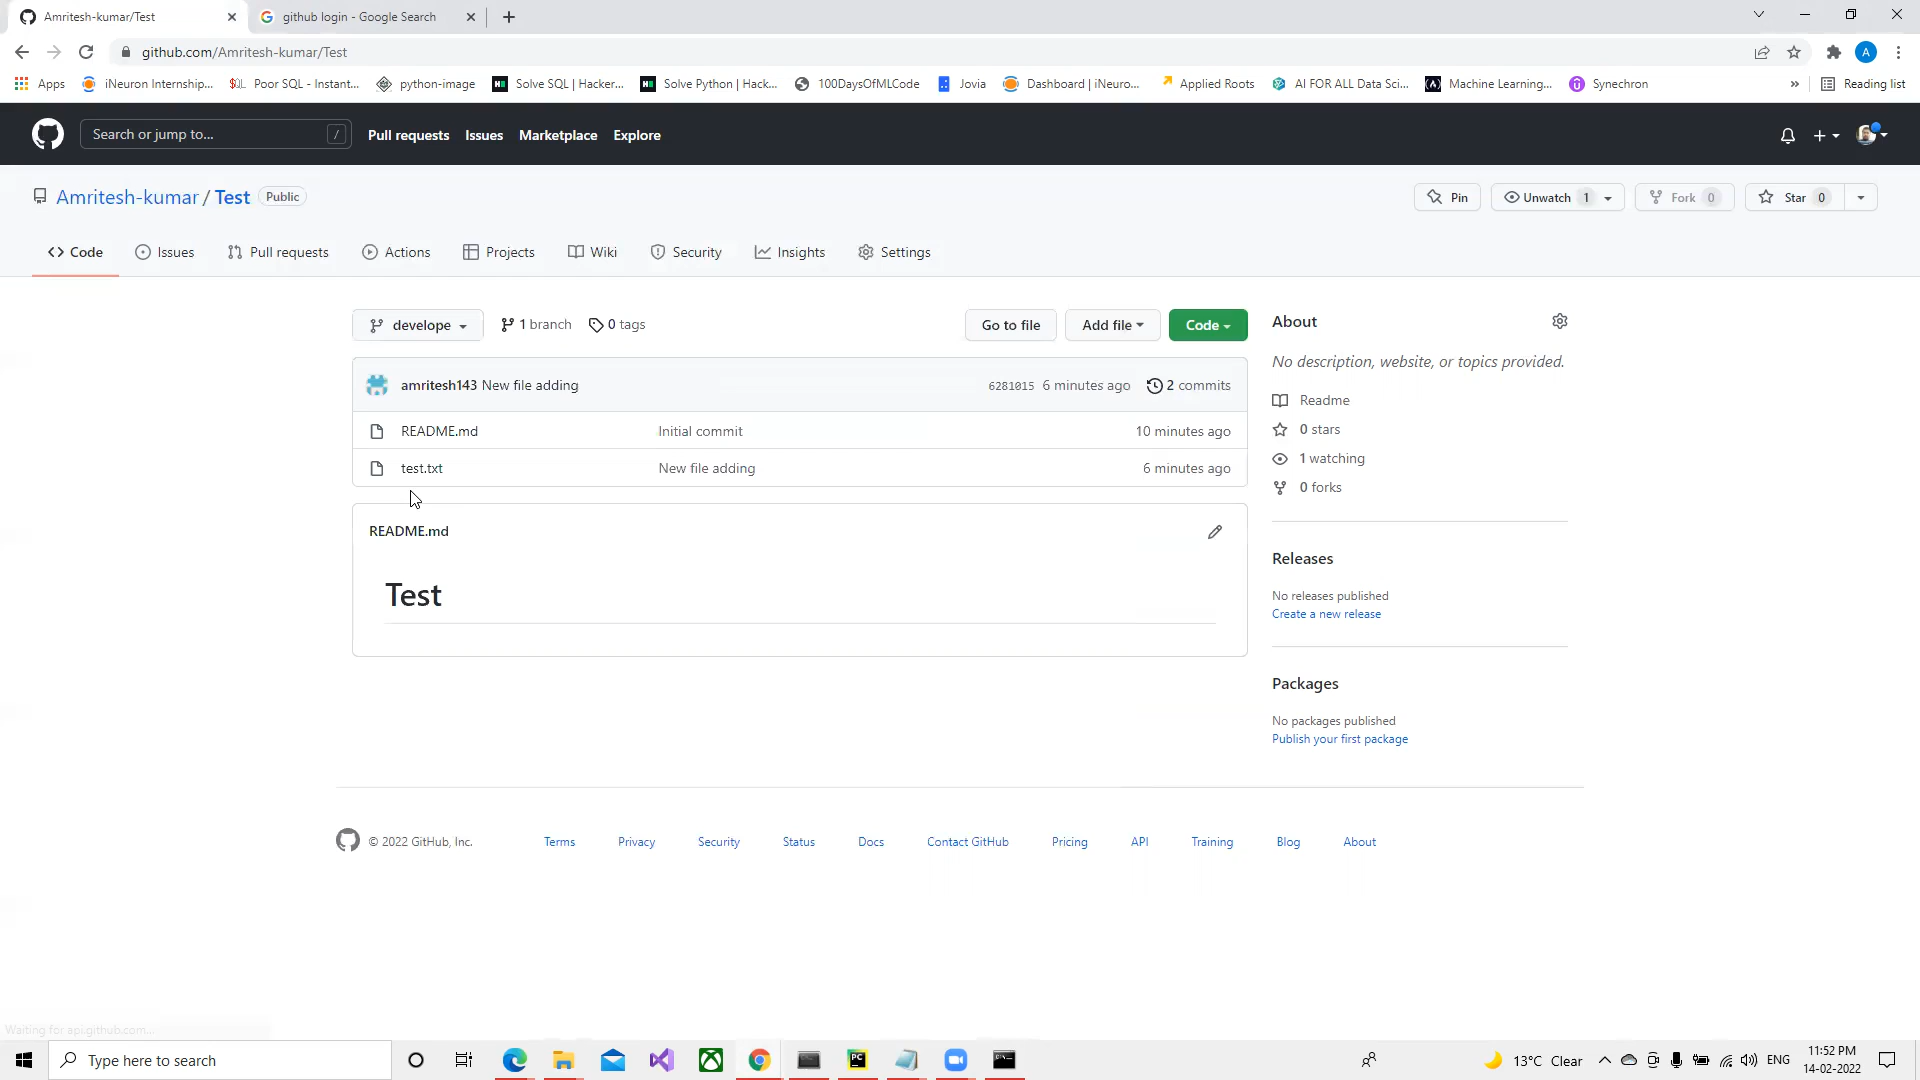 Amritesh-kumar/Test
github login - Google Search
github.com/Amritesh-kumar/Test
A
Apps
iNeuron Internship...
Poor SQL - Instant...
python-image
Solve SQL | Hacker...
Solve Python | Hack...
100DaysOfMLCode
Jovia
Dashboard | iNeuro...
Applied Roots
AI FOR ALL Data Sci...
Machine Learning...
Synechron
»
Reading list
Search or jump to... /
Pull requests
Issues
Marketplace
Explore
Amritesh-kumar / Test Public
Pin
Unwatch 1
Fork 0
Star 0
Code
Issues
Pull requests
Actions
Projects
Wiki
Security
Insights
Settings
develope
1 branch
0 tags
Go to file
Add file
Code
amritesh143 New file adding
6281015 6 minutes ago
2 commits
README.md Initial commit 10 minutes ago
test.txt New file adding 6 minutes ago
README.md
Test
About
No description, website, or topics provided.
Readme
0 stars
1 watching
0 forks
Releases
No releases published
Create a new release
Packages
No packages published
Publish your first package
© 2022 GitHub, Inc.
Terms
Privacy
Security
Status
Docs
Contact GitHub
Pricing
API
Training
Blog
About
Waiting for api.github.com...
Type here to search
PC
13°C Clear
ENG
11:52 PM
14-02-2022